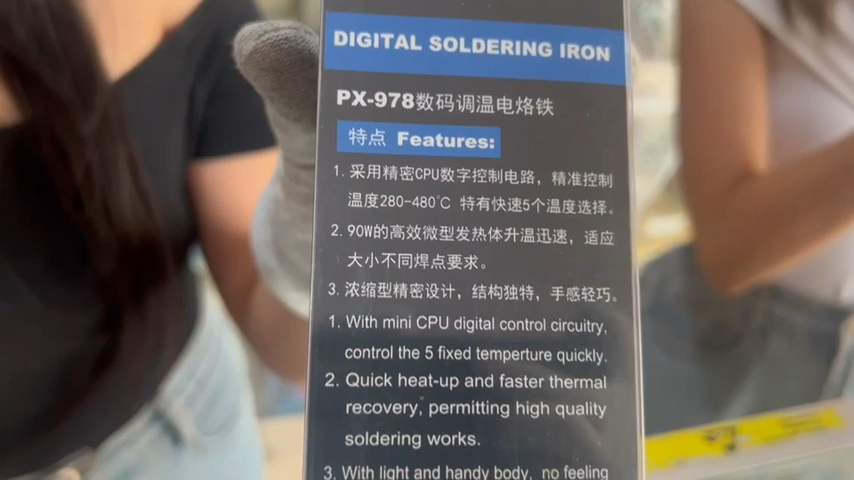 DIGITAL SOLDERING IRON
PX-978数码调温电烙铁
特点 Features:
1. 采用精密CPU数字控制电路，精准控制
温度280-480℃ 特有快速5个温度选择。
2. 90W的高效微型发热体升温迅速，适应
大小不同焊点要求。
3. 浓缩型精密设计，结构独特，手感轻巧。
1. With mini CPU digital control circuitry,
control the 5 fixed temperture quickly.
2. Quick heat-up and faster thermal
recovery, permitting high quality
soldering works.
3. With light and handy body, no feeling